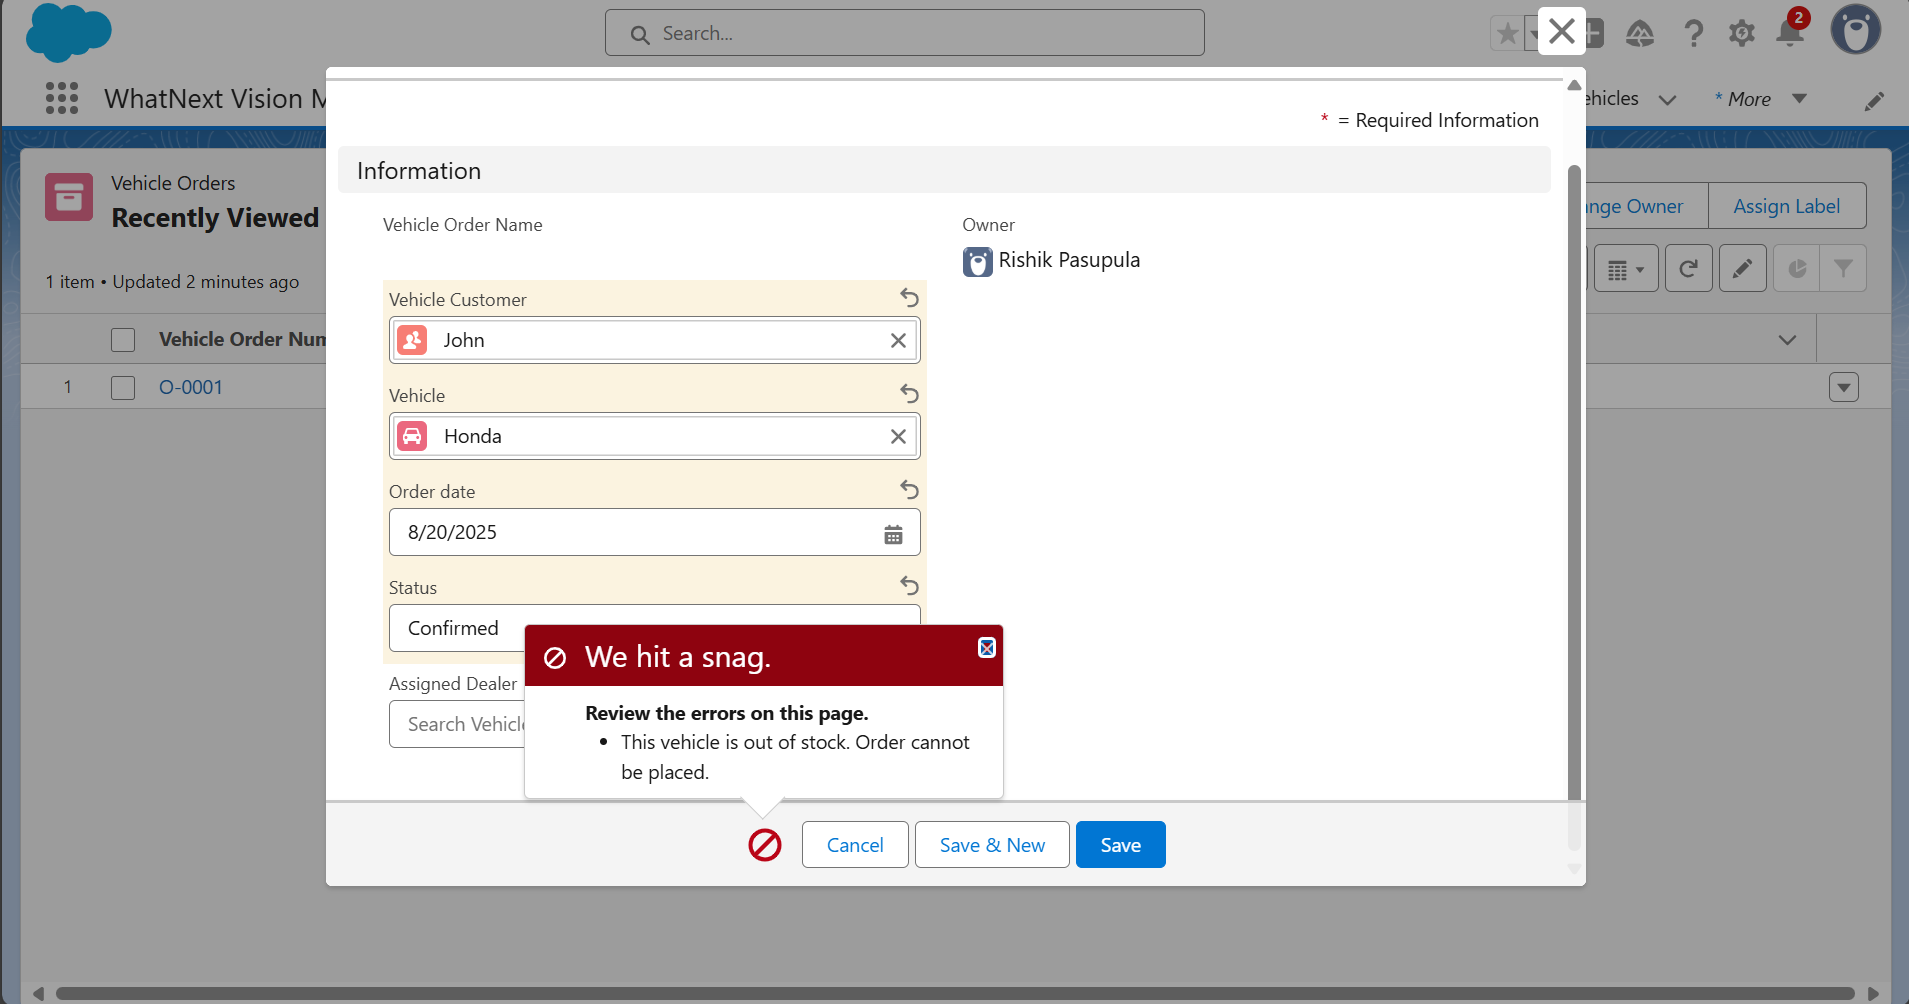 Search...
2
WhatNext Vision M
ehicles
* More
* = Required Information
Information
Vehicle Orders
Recently Viewed
nge Owner
Assign Label
1 item • Updated 2 minutes ago
Vehicle Order Name
Owner
Rishik Pasupula
Vehicle Order Num
1
O-0001
Vehicle Customer
John
Vehicle
Honda
Order date
8/20/2025
Status
Confirmed
Assigned Dealer
Search Vehicle
We hit a snag.
Review the errors on this page.
• This vehicle is out of stock. Order cannot
be placed.
Cancel
Save & New
Save